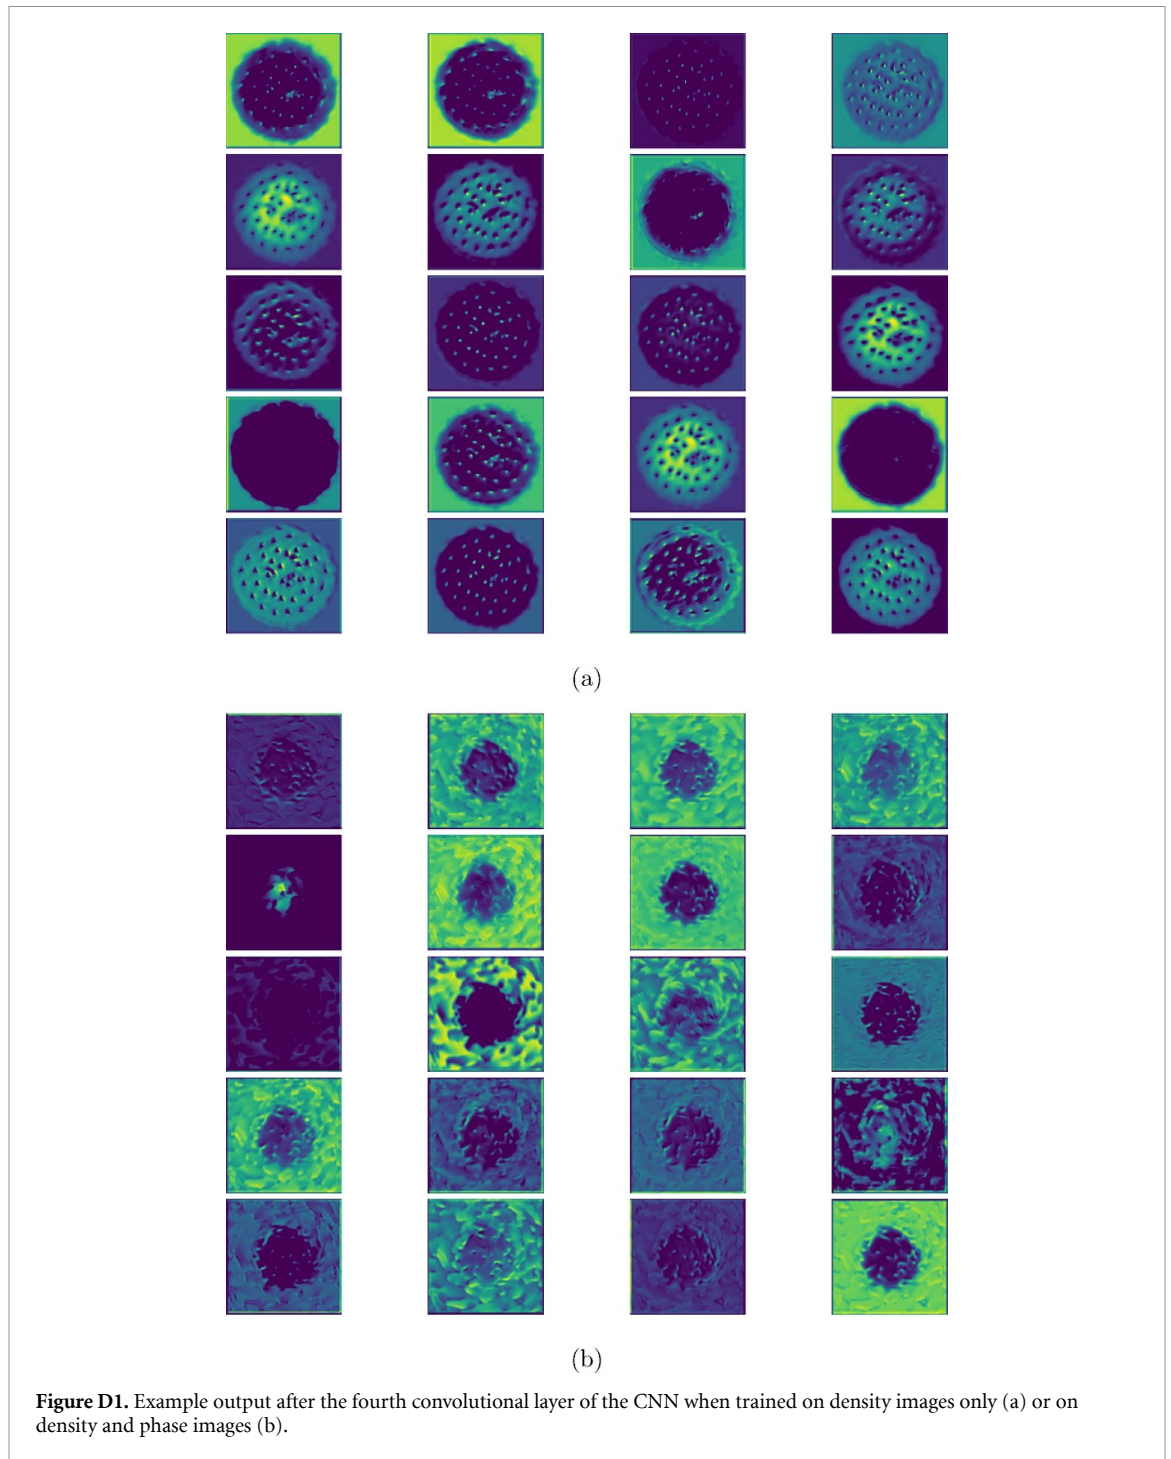 (a)
(b)
Figure D1. Example output after the fourth convolutional layer of the CNN when trained on density images only (a) or on
density and phase images (b).